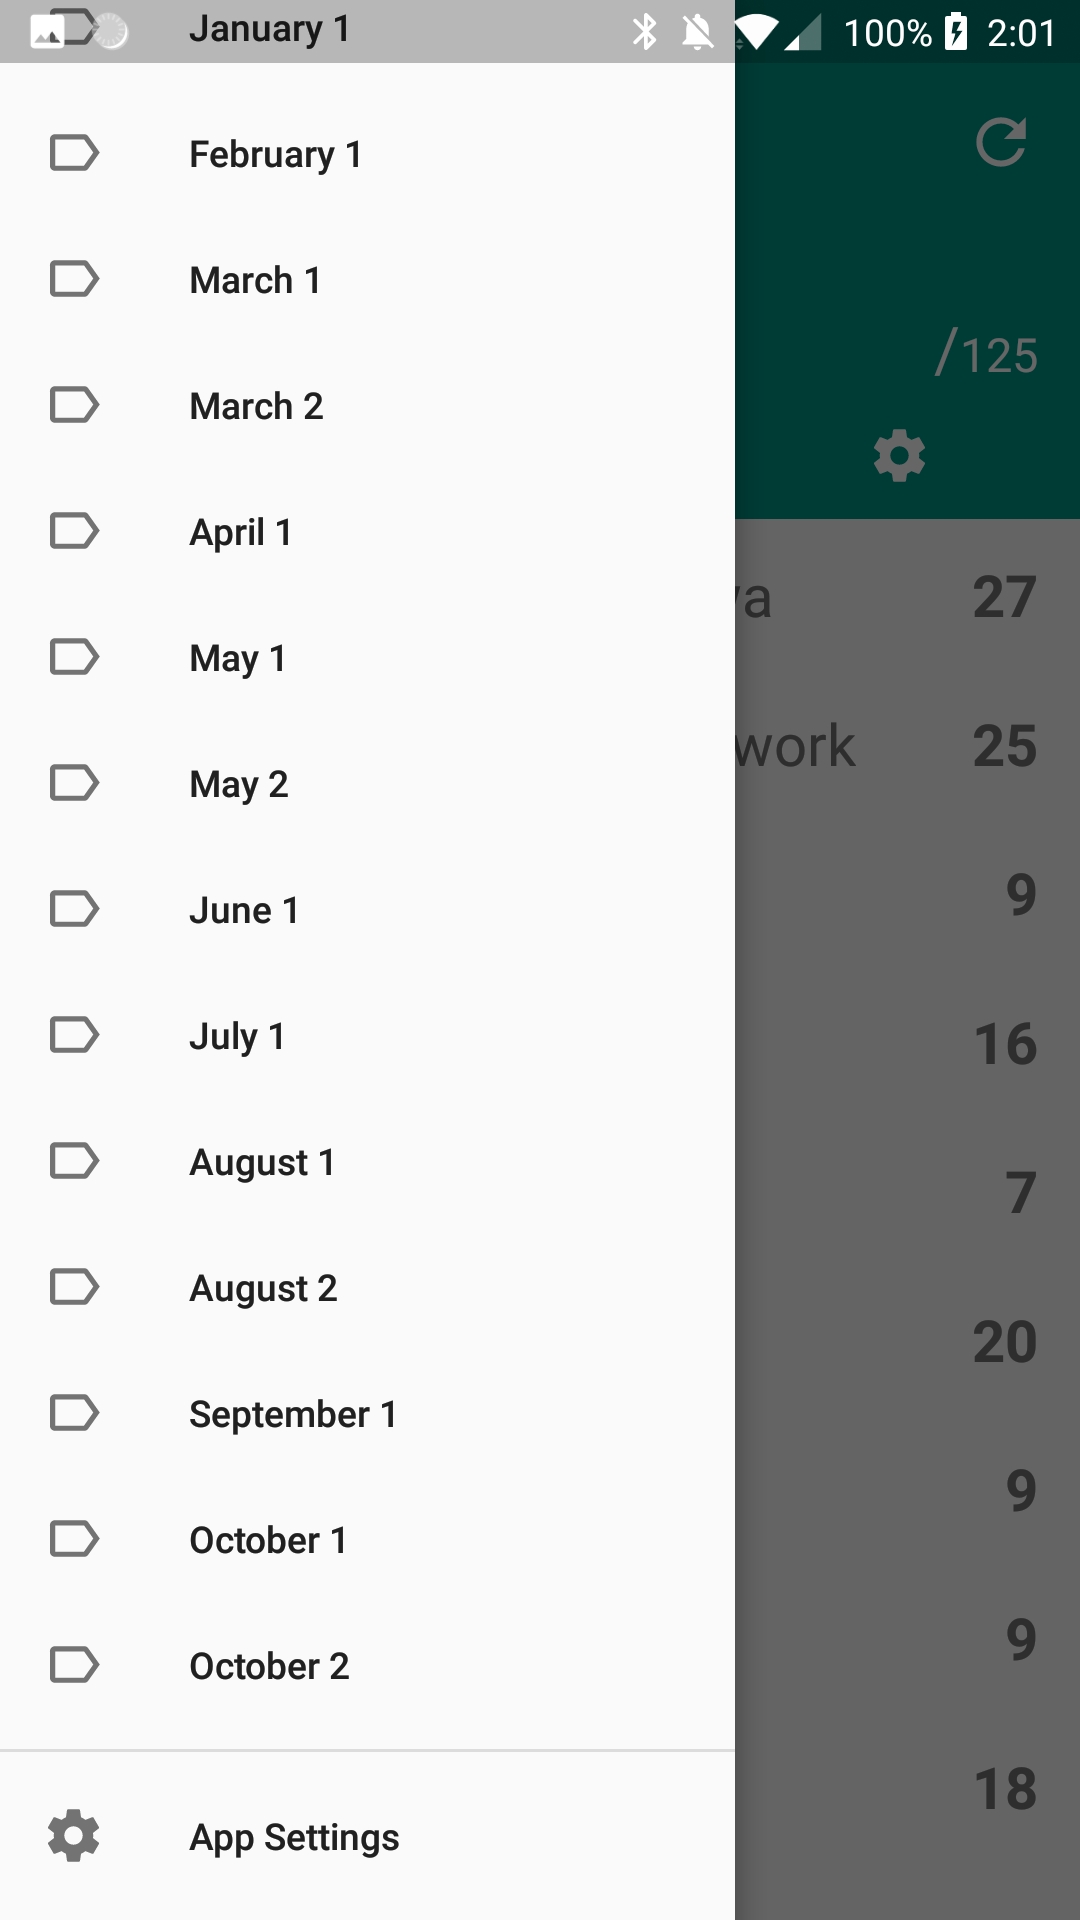 January 1
100% 2:01
February 1
March 1
/125
March 2
April 1
va 27
May 1
work 25
May 2
9
June 1
July 1
16
August 1
7
August 2
20
September 1
9
October 1
9
October 2
18
App Settings